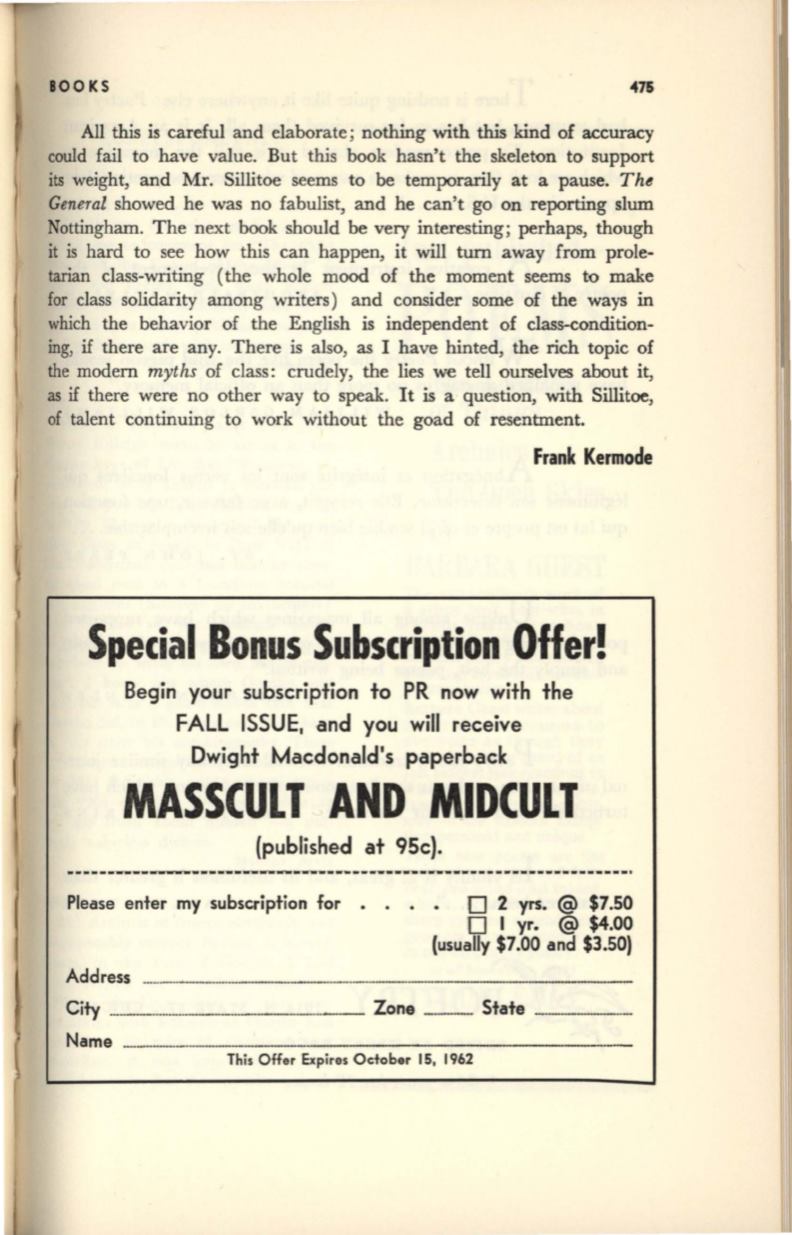 BOOKS 475
All this is careful and elaborate; nothing with this kind of accuracy
could fail to have value. But this book hasn't the skeleton to support
its weight, and Mr. Sillitoe seems to be temporarily at a pause. The
General showed he was no fabulist, and he can't go on reporting slum
Nottingham. The next book should be very interesting; perhaps, though
it is hard to see how this can happen, it will turn away from prole-
tarian class-writing (the whole mood of the moment seems to make
for class solidarity among writers) and consider some of the ways in
which the behavior of the English is independent of class-condition-
ing, if there are any. There is also, as I have hinted, the rich topic of
the modern myths of class: crudely, the lies we tell ourselves about it,
as if there were no other way to speak. It is a question, with Sillitoe,
of talent continuing to work without the goad of resentment.
Frank Kermode
Special Bonus Subscription Offer!
Begin your subscription to PR now with the
FALL ISSUE, and you will receive
Dwight Macdonald's paperback
MASSCULT AND MIDCULT
(published at 95c).
Please enter my subscription for . . . . □ 2 yrs. @ $7.50
□ 1 yr. @ $4.00
(usually $7.00 and $3.50)
Address
City Zone State
Name
This Offer Expires October 15, 1962